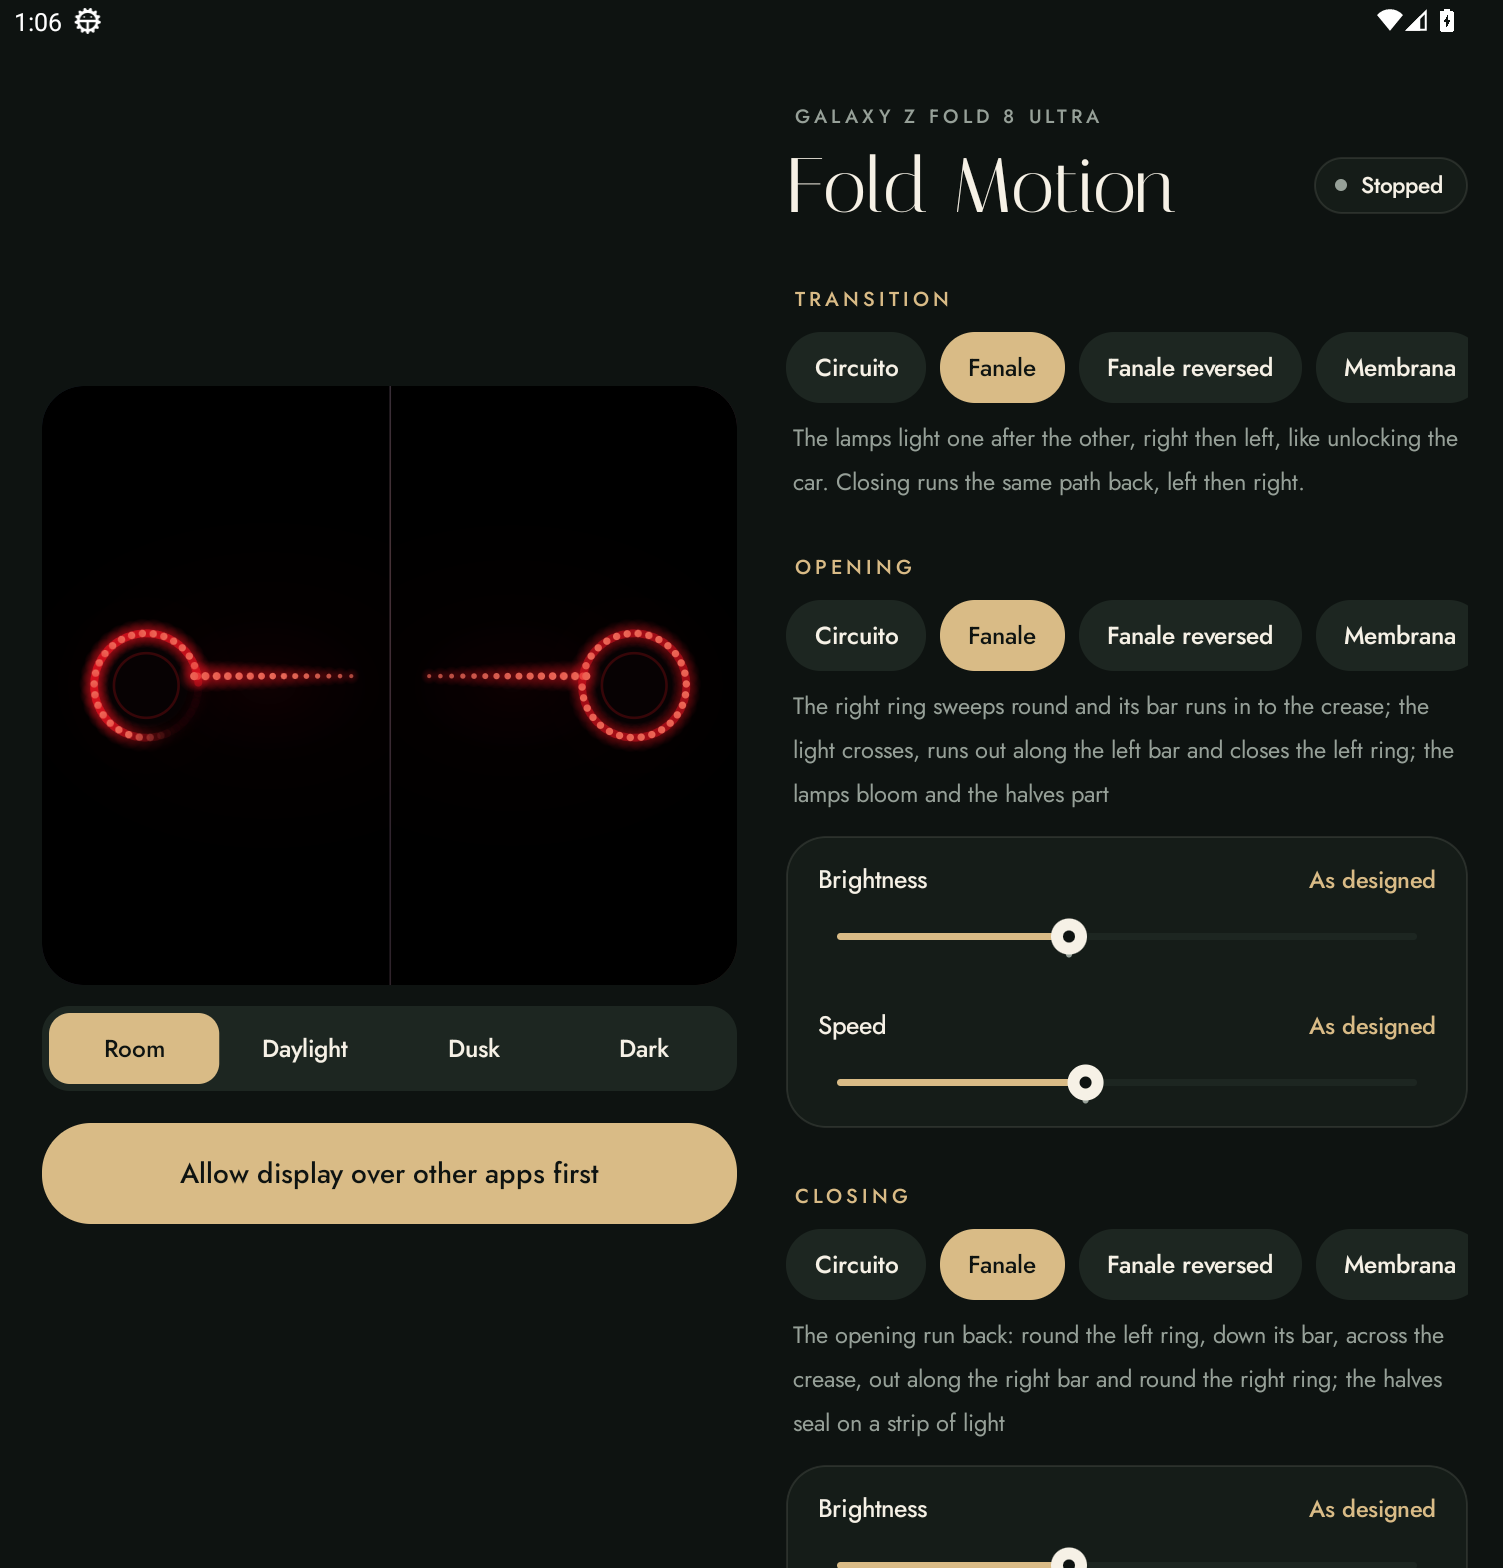 1:06
GALAXY Z FOLD 8 ULTRA
Fold Motion
Stopped
TRANSITION
Circuito Fanale Fanale reversed Membrana
The lamps light one after the other, right then left, like unlocking the
car. Closing runs the same path back, left then right.
OPENING
Circuito Fanale Fanale reversed Membrana
The right ring sweeps round and its bar runs in to the crease; the
light crosses, runs out along the left bar and closes the left ring; the
lamps bloom and the halves part
Brightness As designed
Speed As designed
CLOSING
Circuito Fanale Fanale reversed Membrana
The opening run back: round the left ring, down its bar, across the
crease, out along the right bar and round the right ring; the halves
seal on a strip of light
Brightness As designed
Room Daylight Dusk Dark
Allow display over other apps first